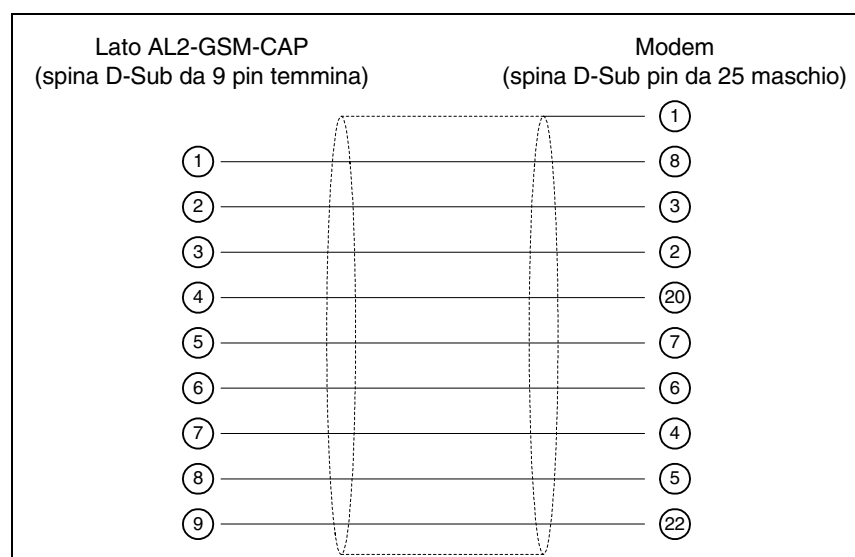 Lato AL2-GSM-CAP
(spina D-Sub da 9 pin temmina)
Modem
(spina D-Sub pin da 25 maschio)
1
1 8
2 3
3 2
4 20
5 7
6 6
7 4
8 5
9 22